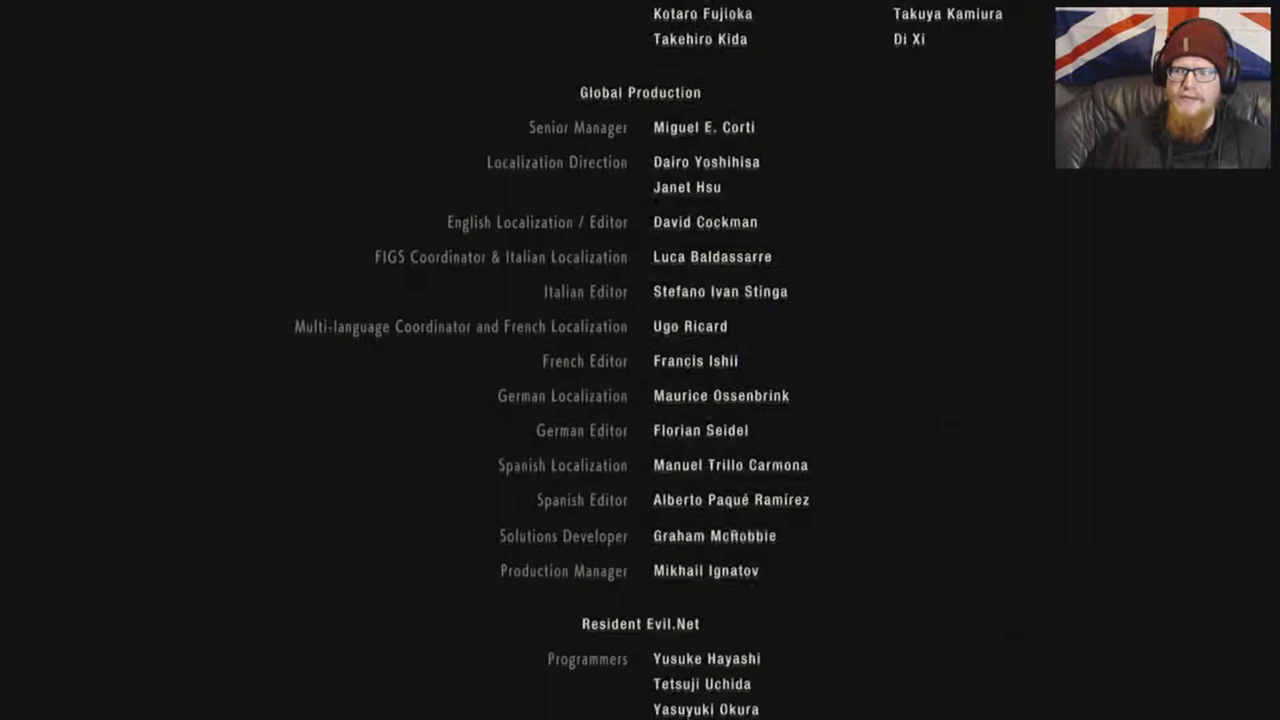 Kotaro Fujioka Takuya Kamiura
Takehiro Kida Di Xi
Global Production
Senior Manager Miguel E. Corti
Localization Direction Dairo Yoshihisa
Janet Hsu
English Localization / Editor David Cockman
FIGS Coordinator & Italian Localization Luca Baldassarre
Italian Editor Stefano Ivan Stinga
Multi-language Coordinator and French Localization Ugo Ricard
French Editor Francis Ishii
German Localization Maurice Ossenbrink
German Editor Florian Seidel
Spanish Localization Manuel Trillo Carmona
Spanish Editor Alberto Paqué Ramírez
Solutions Developer Graham McRobbie
Production Manager Mikhail Ignatov
Resident Evil.Net
Programmers Yusuke Hayashi
Tetsuji Uchida
Yasuyuki Okura